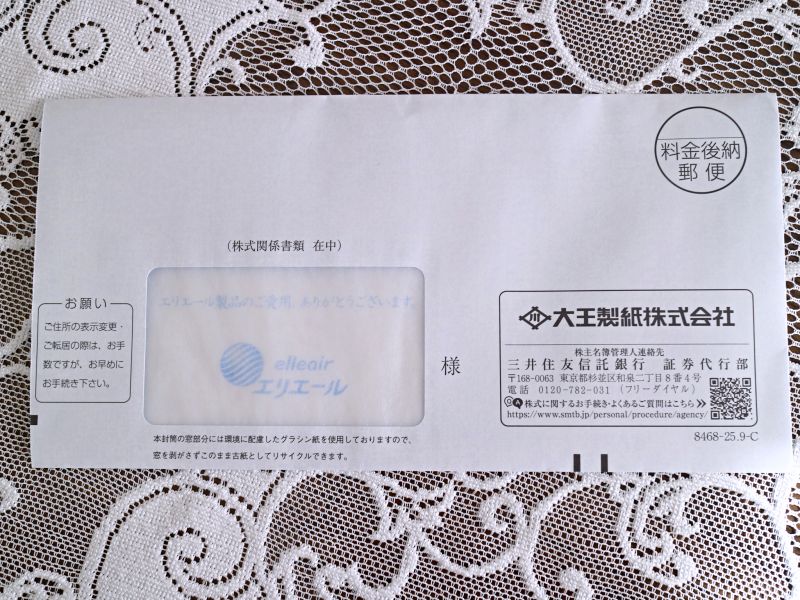 料金後納
郵便
（株式関係書類 在中）
エリエール製品のご愛用、ありがとうございます。
elleair
エリエール
様
お願い
ご住所の表示変更・
ご転居の際は、お手
数ですが、お早めに
お手続き下さい。
大王製紙株式会社
株主名簿管理人連絡先
三井住友信託銀行 証券代行部
〒168-0063 東京都杉並区和泉二丁目8番4号
電話 0120-782-031 （フリーダイヤル）
QA 株式に関するお手続き・よくあるご質問はこちら
https://www.smtb.jp/personal/procedure/agency/
8468-25.9-C
本封筒の窓部分には環境に配慮したグラシン紙を使用しておりますので、
窓を剥がさずこのまま古紙としてリサイクルできます。